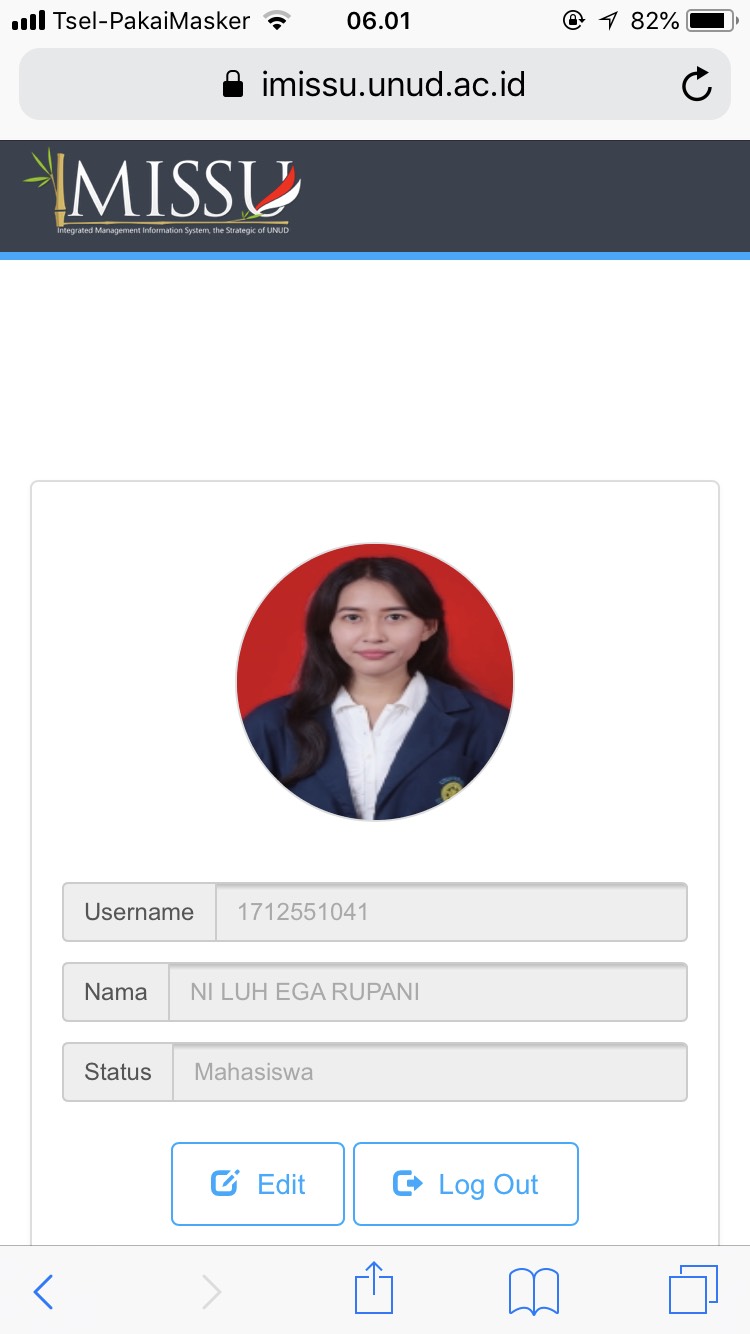 Tsel-PakaiMasker 06.01 82%
imissu.unud.ac.id
IMISSU
Integrated Management Information System, the Strategic of UNUD
Username 1712551041
Nama NI LUH EGA RUPANI
Status Mahasiswa
Edit Log Out